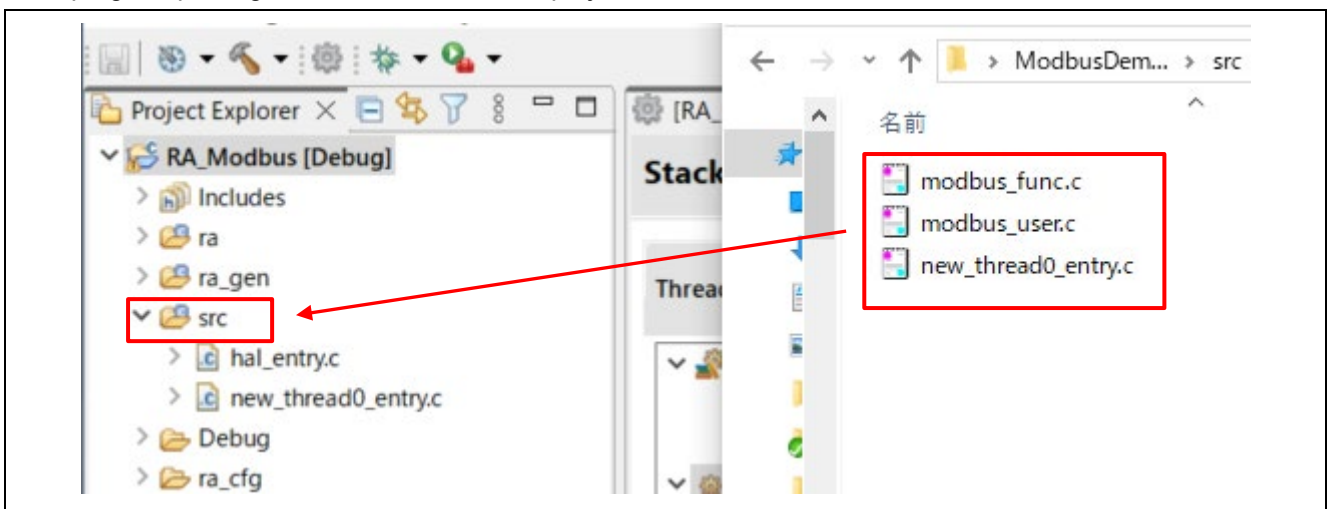 Project Explorer
RA_Modbus [Debug]
Includes
ra
ra_gen
src
hal_entry.c
new_thread0_entry.c
Debug
ra_cfg
[RA_
Stack
Threa
ModbusDem... > src
名前
modbus_func.c
modbus_user.c
new_thread0_entry.c